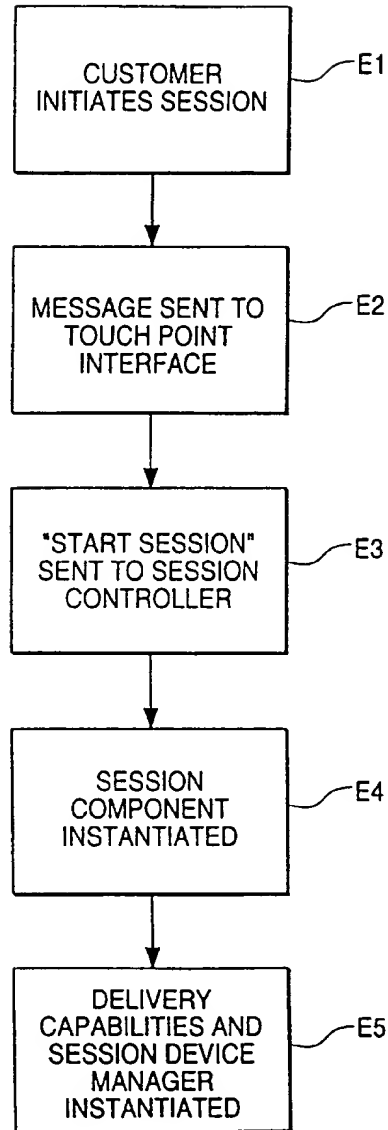 CUSTOMER
INITIATES SESSION
E1
MESSAGE SENT TO
TOUCH POINT
INTERFACE
E2
"START SESSION"
SENT TO SESSION
CONTROLLER
E3
SESSION
COMPONENT
INSTANTIATED
E4
DELIVERY
CAPABILITIES AND
SESSION DEVICE
MANAGER
INSTANTIATED
E5